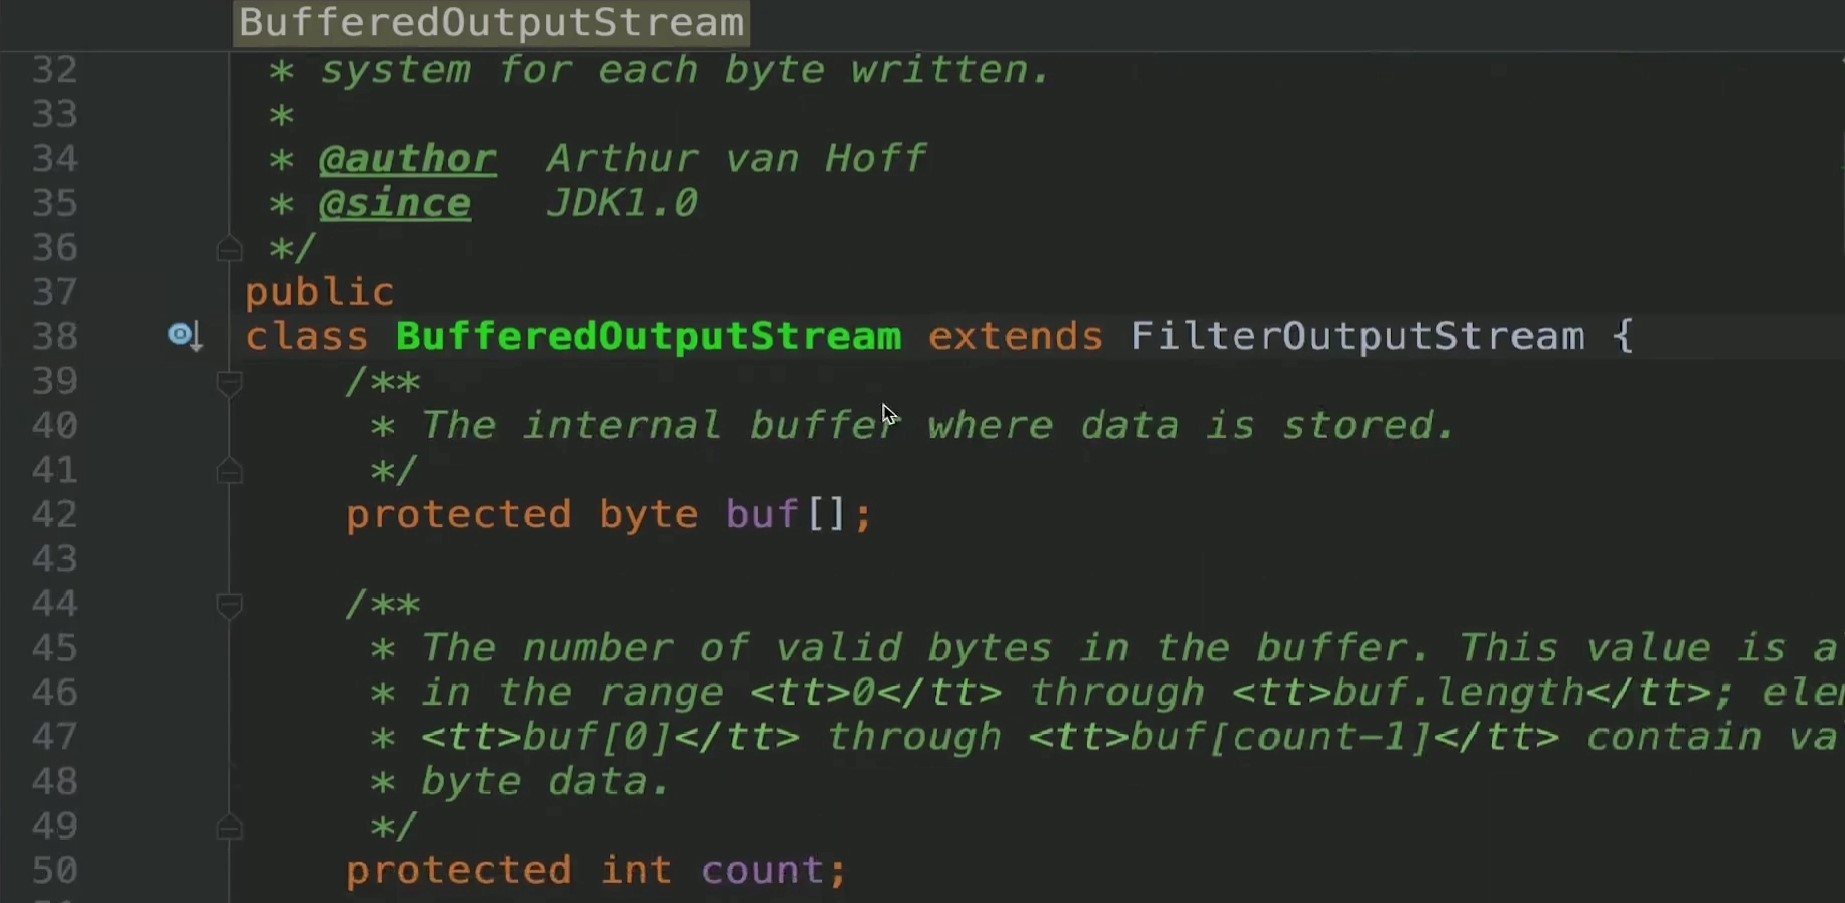 BufferedOutputStream
32 * system for each byte written.
33 *
34 * @author Arthur van Hoff
35 * @since JDK1.0
36 */
37 public
38 class BufferedOutputStream extends FilterOutputStream {
39 /**
40 * The internal buffer where data is stored.
41 */
42 protected byte buf[];
43
44 /**
45 * The number of valid bytes in the buffer. This value is a
46 * in the range <tt>0</tt> through <tt>buf.length</tt>; elem
47 * <tt>buf[0]</tt> through <tt>buf[count-1]</tt> contain va
48 * byte data.
49 */
50 protected int count;